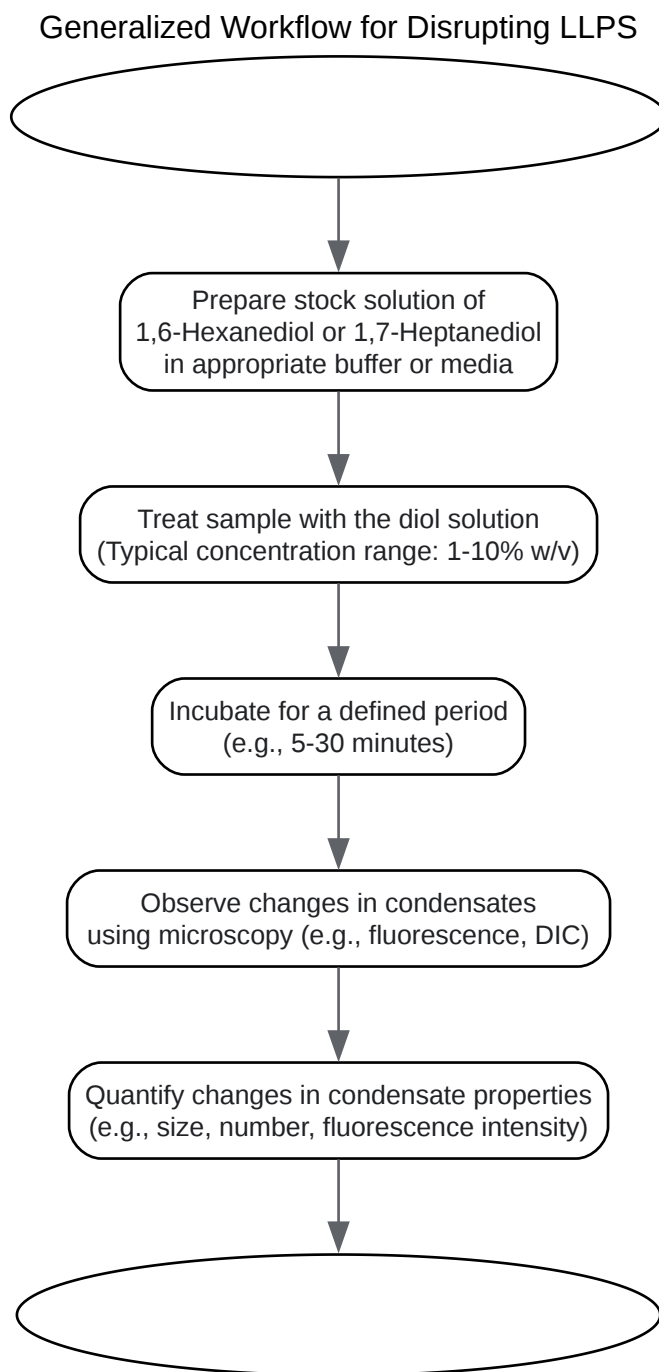 Generalized Workflow for Disrupting LLPS
Prepare stock solution of
1,6-Hexanediol or 1,7-Heptanediol
in appropriate buffer or media
Treat sample with the diol solution
(Typical concentration range: 1-10% w/v)
Incubate for a defined period
(e.g., 5-30 minutes)
Observe changes in condensates
using microscopy (e.g., fluorescence, DIC)
Quantify changes in condensate properties
(e.g., size, number, fluorescence intensity)